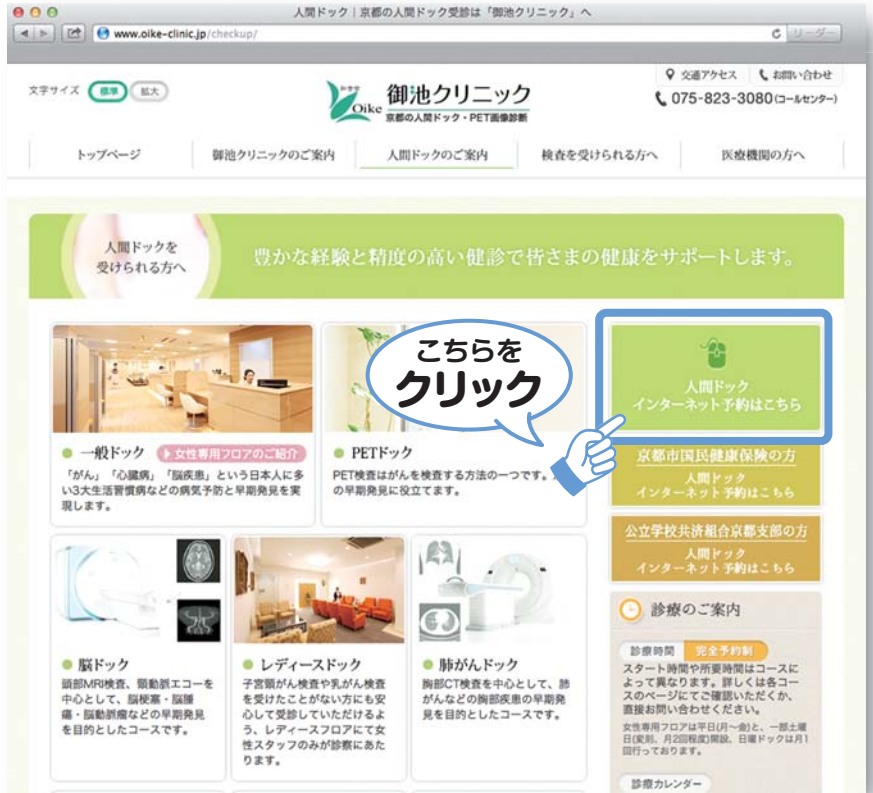 人間ドック｜京都の人間ドック受診は「御池クリニック」へ
www.oike-clinic.jp/checkup/
リーダー
文字サイズ 標準 拡大
みきてや
Oike 御池クリニック
京都の人間ドック・PET画像診断
交通アクセス お問い合わせ
075-823-3080(コールセンター)
トップページ 御池クリニックのご案内 人間ドックのご案内 検査を受けられる方へ 医療機関の方へ
人間ドックを
受けられる方へ
豊かな経験と精度の高い健診で皆さまの健康をサポートします。
こちらを
クリック
人間ドック
インターネット予約はこちら
一般ドック 女性専用フロアのご紹介
「がん」「心臓病」「脳疾患」という日本人に多
い3大生活習慣病などの病気予防と早期発見を実
現します。
PETドック
PET検査はがんを検査する方法の一つです。
の早期発見に役立てます。
京都市国民健康保険の方
人間ドック
インターネット予約はこちら
公立学校共済組合京都支部の方
人間ドック
インターネット予約はこちら
脳ドック
頭部MRI検査、頸動脈エコーを
中心として、脳梗塞・脳腫
瘍・脳動脈瘤などの早期発見
を目的としたコースです。
レディースドック
子宮頸がん検査や乳がん検査
を受けたことがない方にも安
心して受診していただけるよ
う、レディースフロアにて女
性スタッフのみが診察にあた
ります。
肺がんドック
胸部CT検査を中心として、肺
がんなどの胸部疾患の早期発
見を目的としたコースです。
診療のご案内
診療時間 完全予約制
スタート時間や所要時間はコースに
よって異なります。詳しくは各コー
スのページにてご確認いただくか、
直接お問い合わせください。
女性専用フロアは平日(月〜金)と、一部土曜
日(変則、月2回程度)開設、日曜ドックは月1
回行っております。
診療カレンダー